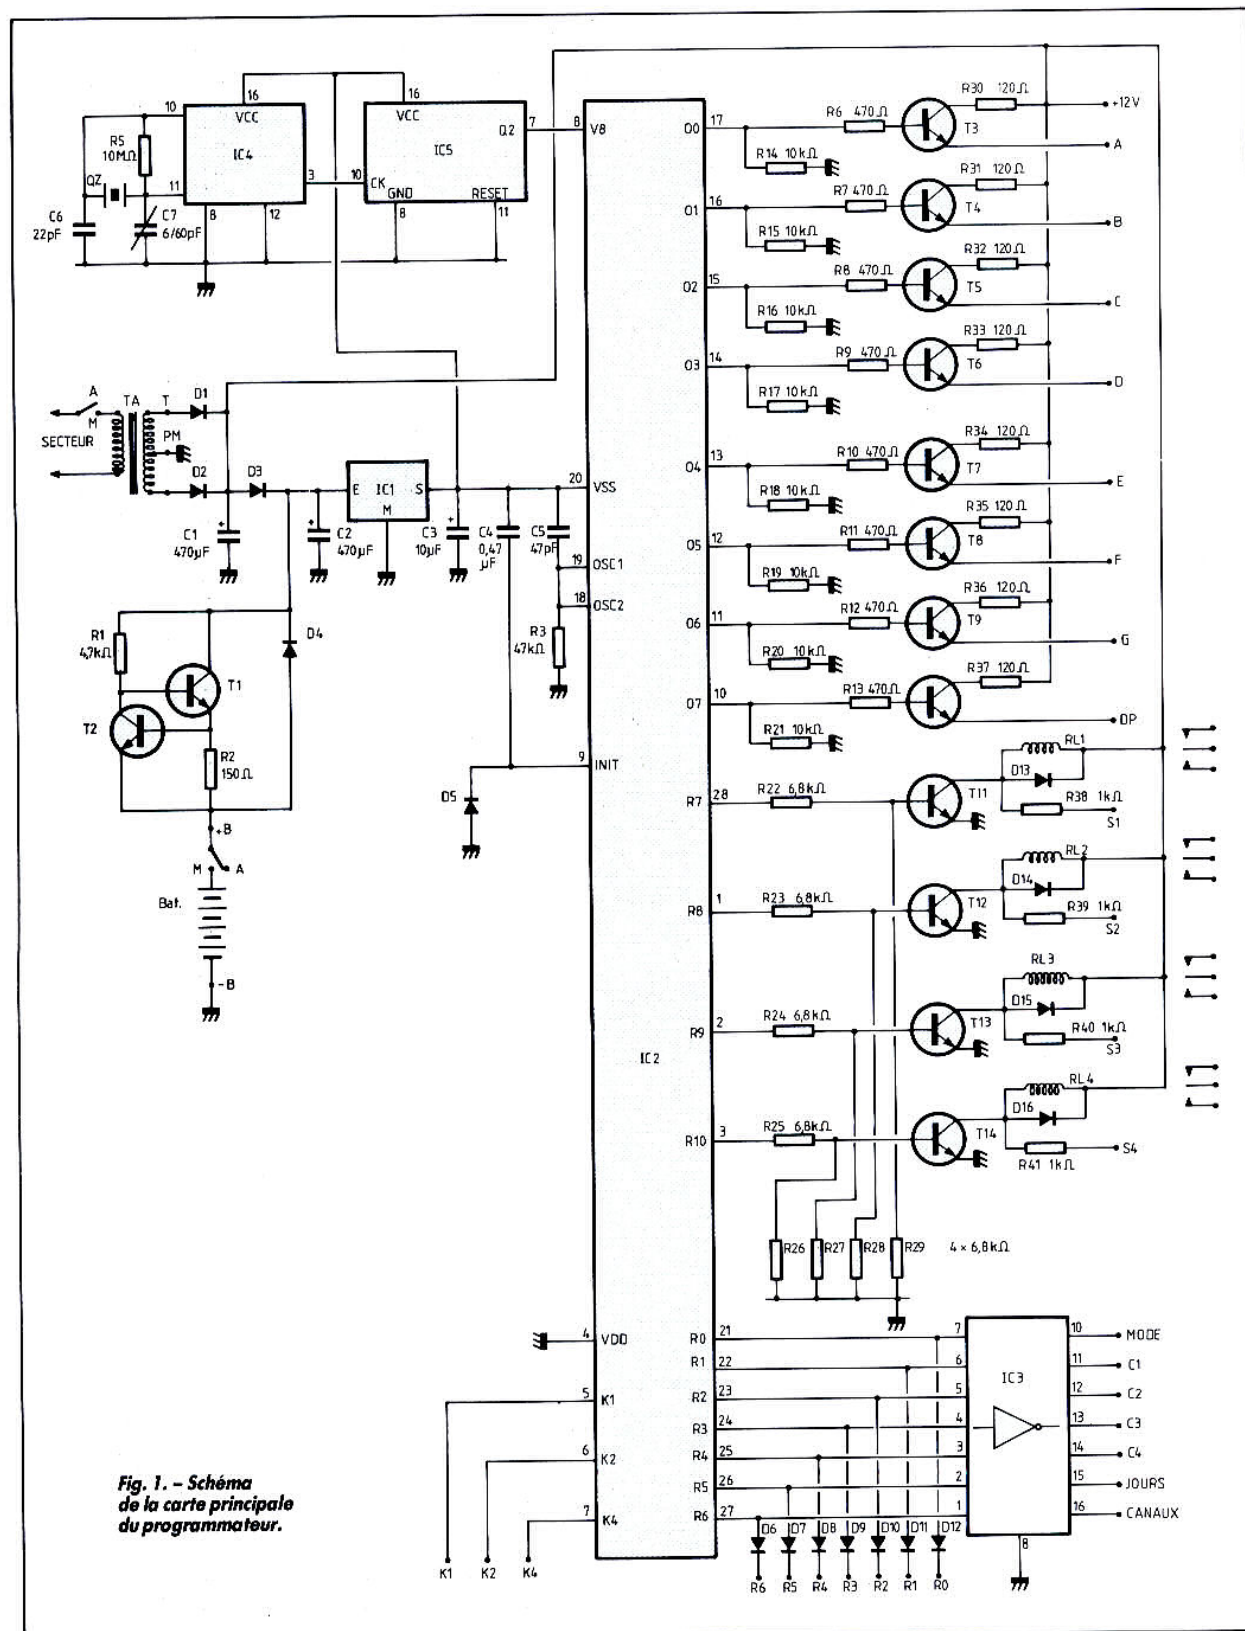 16
VCC
IC4
10
11
3
8
12
R5
10MΩ
QZ
C6
22pF
C7
6/60pF
16
VCC
IC5
Q2
7
10
CK
GND
RESET
8
11
8
V8
A
M
SECTEUR
TA
T
PM
D1
D2
D3
C1
470µF
C2
470µF
E
IC1
S
M
C3
10µF
C4
0,47
µF
C5
47pF
20
VSS
19
OSC1
18
OSC2
R3
47kΩ
R1
4,7kΩ
T1
T2
R2
150Ω
D4
+B
M
A
Bat.
-B
D5
9
INIT
IC2
4
VDD
5
K1
6
K2
7
K4
K1
K2
K4
O0
17
R6 470Ω
R14 10kΩ
T3
R30 120Ω
+12V
A
O1
16
R7 470Ω
R15 10kΩ
T4
R31 120Ω
B
O2
15
R8 470Ω
R16 10kΩ
T5
R32 120Ω
C
O3
14
R9 470Ω
R17 10kΩ
T6
R33 120Ω
D
O4
13
R10 470Ω
R18 10kΩ
T7
R34 120Ω
E
O5
12
R11 470Ω
R19 10kΩ
T8
R35 120Ω
F
O6
11
R12 470Ω
R20 10kΩ
T9
R36 120Ω
G
O7
10
R13 470Ω
R21 10kΩ
R37 120Ω
DP
R7
28
R22 6,8kΩ
T11
RL1
D13
R38 1kΩ
S1
R8
1
R23 6,8kΩ
T12
RL2
D14
R39 1kΩ
S2
R9
2
R24 6,8kΩ
T13
RL3
D15
R40 1kΩ
S3
R10
3
R25 6,8kΩ
T14
RL4
D16
R41 1kΩ
S4
R26
R27
R28
R29
4 × 6,8kΩ
R0
21
7
10
MODE
R1
22
6
11
C1
R2
23
5
12
C2
R3
24
4
13
C3
R4
25
3
14
C4
R5
26
2
15
JOURS
R6
27
1
16
CANAUX
IC3
8
D6
D7
D8
D9
D10
D11
D12
R6
R5
R4
R3
R2
R1
R0
Fig. 1. – Schéma
de la carte principale
du programmateur.